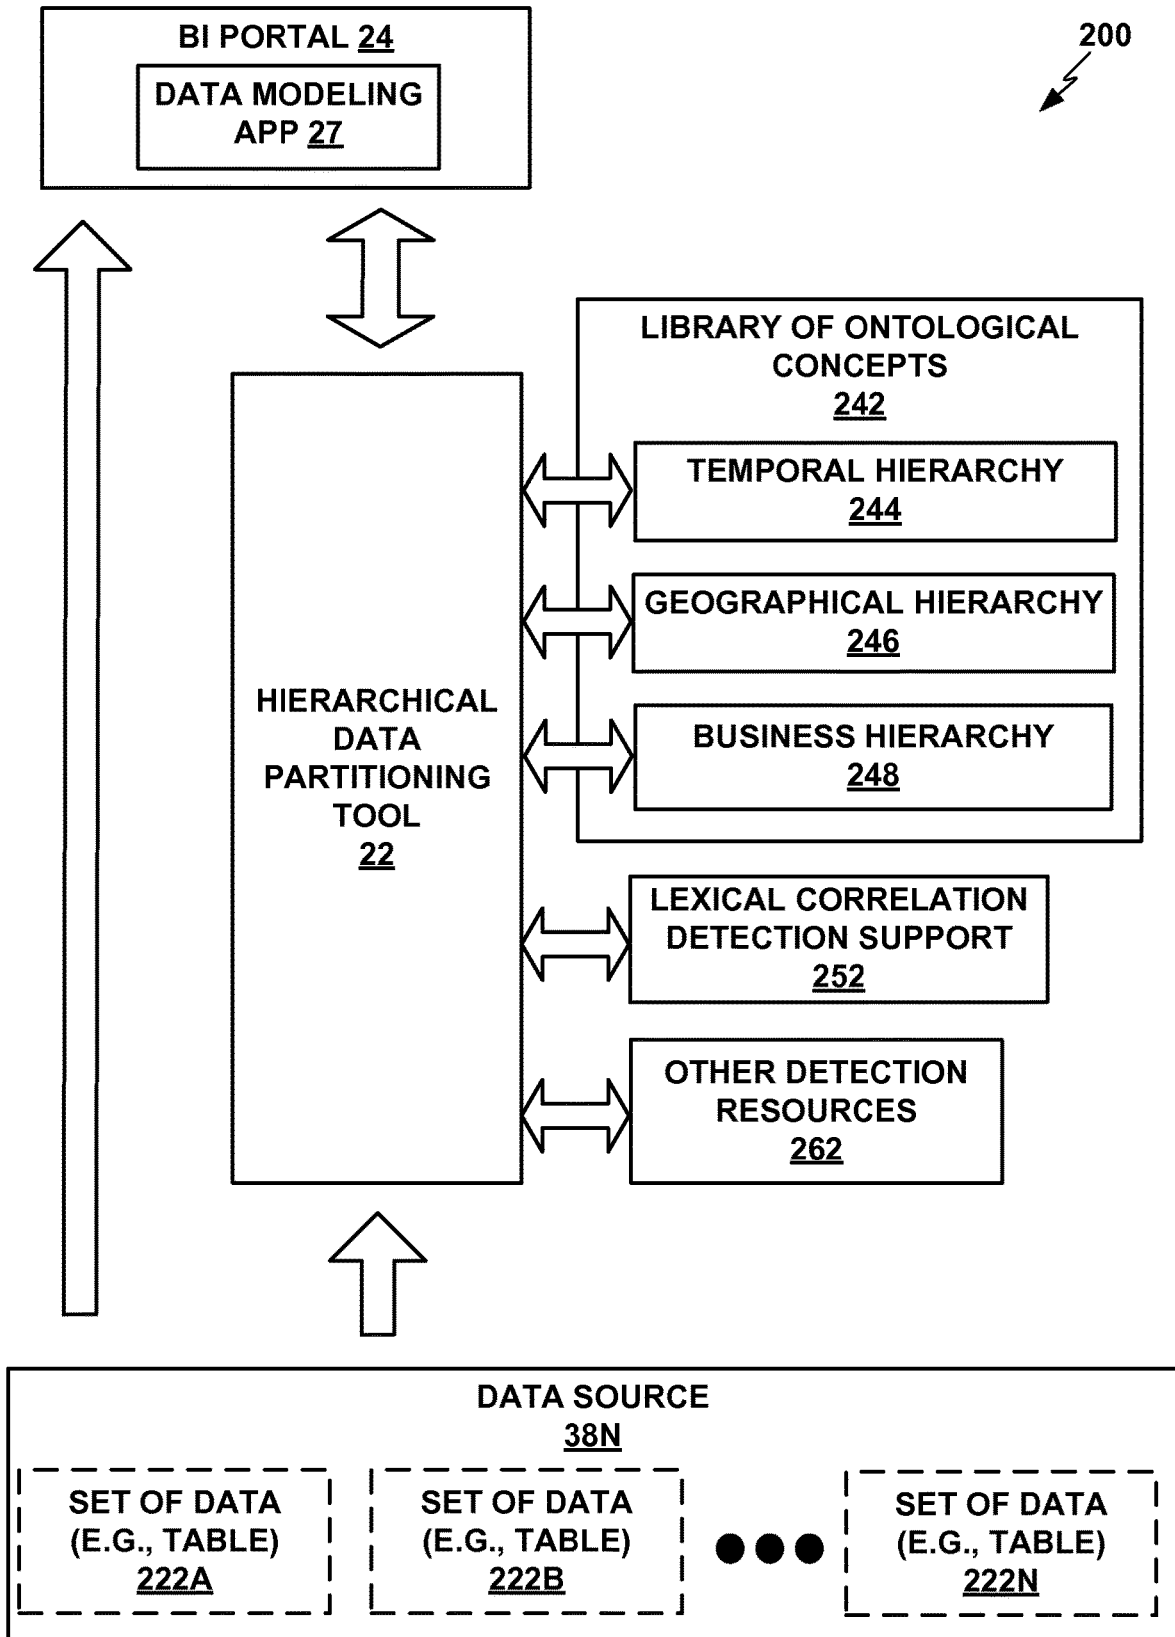 BI PORTAL 24
DATA MODELING
APP 27
200
LIBRARY OF ONTOLOGICAL
CONCEPTS
242
TEMPORAL HIERARCHY
244
GEOGRAPHICAL HIERARCHY
246
BUSINESS HIERARCHY
248
HIERARCHICAL
DATA
PARTITIONING
TOOL
22
LEXICAL CORRELATION
DETECTION SUPPORT
252
OTHER DETECTION
RESOURCES
262
DATA SOURCE
38N
SET OF DATA
(E.G., TABLE)
222A
SET OF DATA
(E.G., TABLE)
222B
SET OF DATA
(E.G., TABLE)
222N